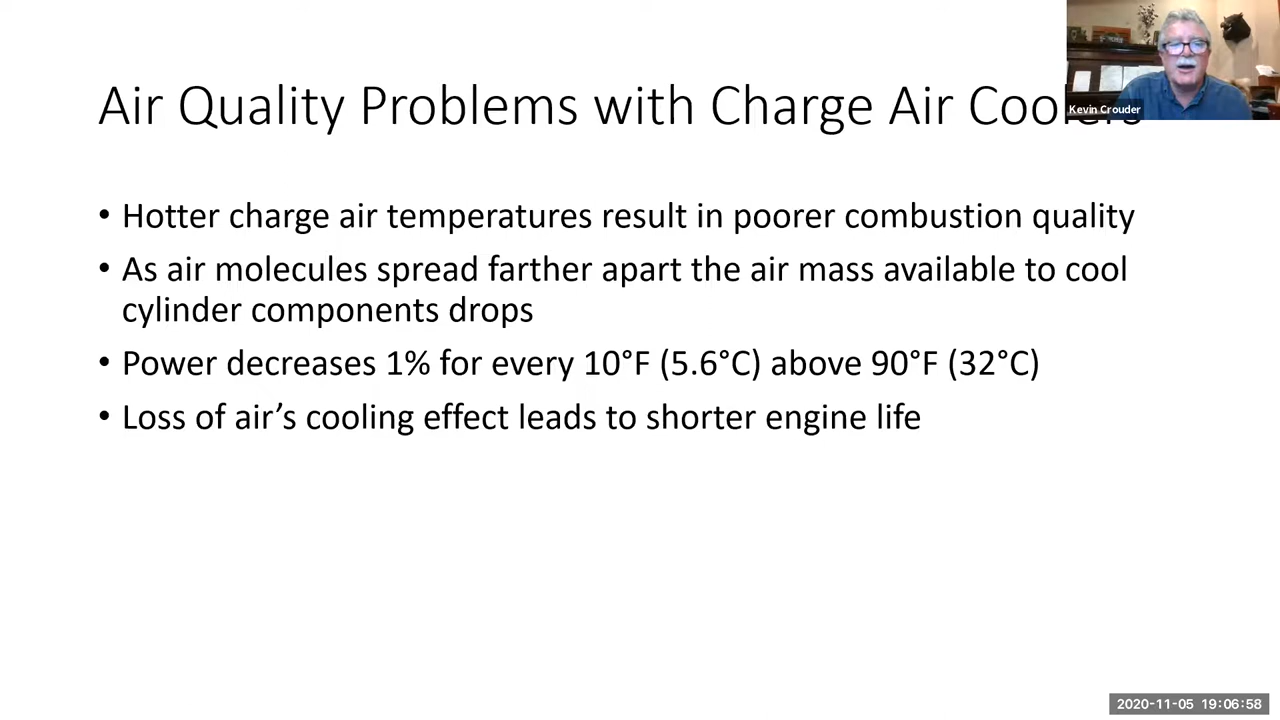 Air Quality Problems with Charge Air Coolers
Kevin Crouder
• Hotter charge air temperatures result in poorer combustion quality
• As air molecules spread farther apart the air mass available to cool
cylinder components drops
• Power decreases 1% for every 10°F (5.6°C) above 90°F (32°C)
• Loss of air’s cooling effect leads to shorter engine life
2020-11-05 19:06:58